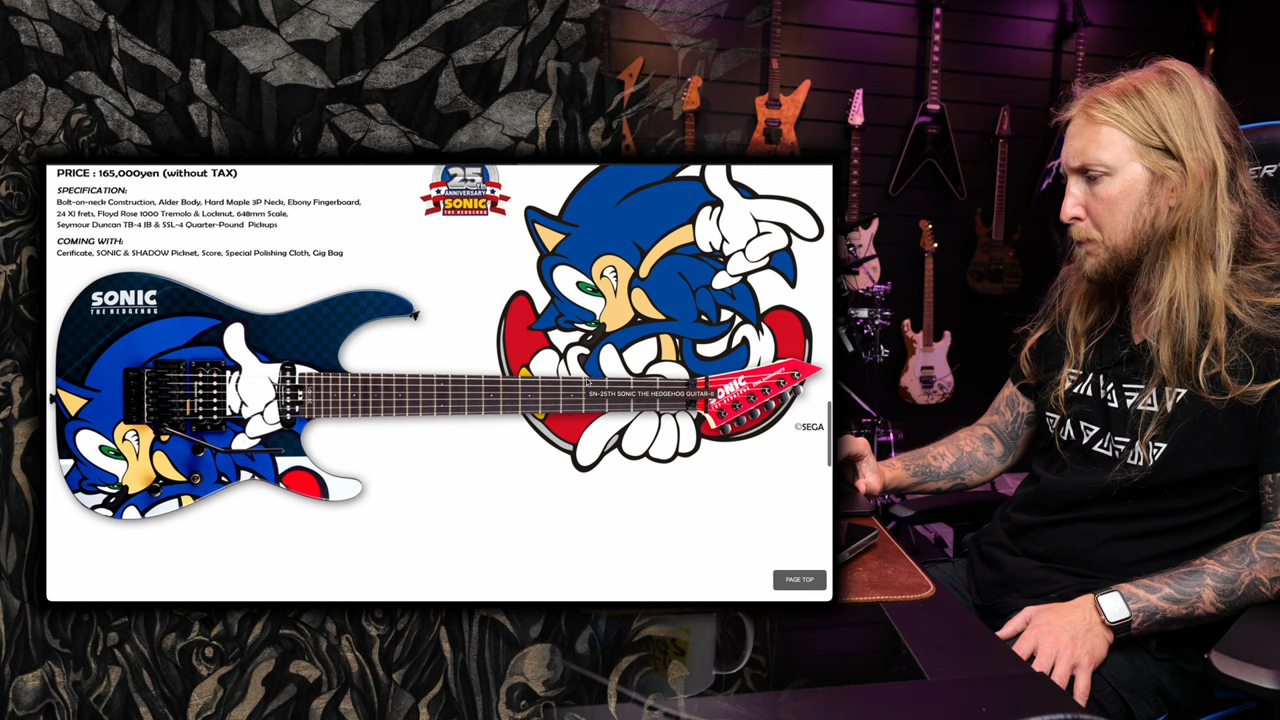 PRICE : 165,000yen (without TAX)
SPECIFICATION:
Bolt-on-neck Construction, Alder Body, Hard Maple 3P Neck, Ebony Fingerboard,
24 XJ frets, Floyd Rose 1000 Tremolo & Locknut, 648mm Scale,
Seymour Duncan TB-4 JB & SSL-4 Quarter-Pound Pickups
COMING WITH:
Cerificate, SONIC & SHADOW Pickset, Score, Special Polishing Cloth, Gig Bag
25th
ANNIVERSARY
SONIC
THE HEDGEHOG
SONIC
THE HEDGEHOG
SONIC
25th Anniversary
SN-25TH SONIC THE HEDGEHOG GUITAR-II
©SEGA
PAGE TOP